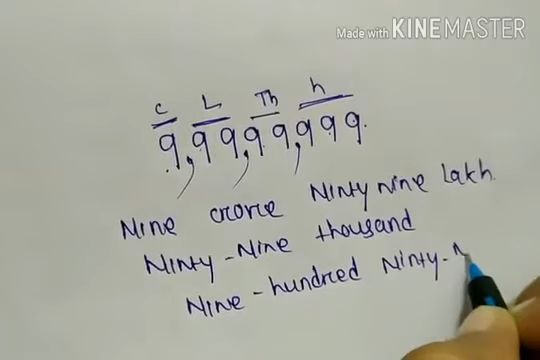 Made with KINEMASTER
C L Th h
9,99,99,999
Nine crore Ninty nine Lakh
Ninty-Nine thousand
Nine-hundred Ninty-N